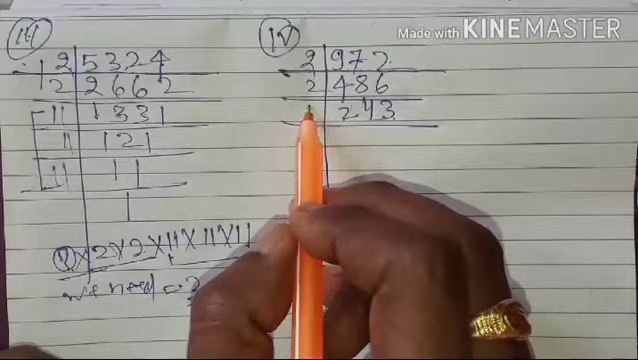 Made with KINEMASTER
III
2 5324
2 2662
11 1331
11 121
11 11
1
2×2×11×11×11
we need
IV
2 972
2 486
243